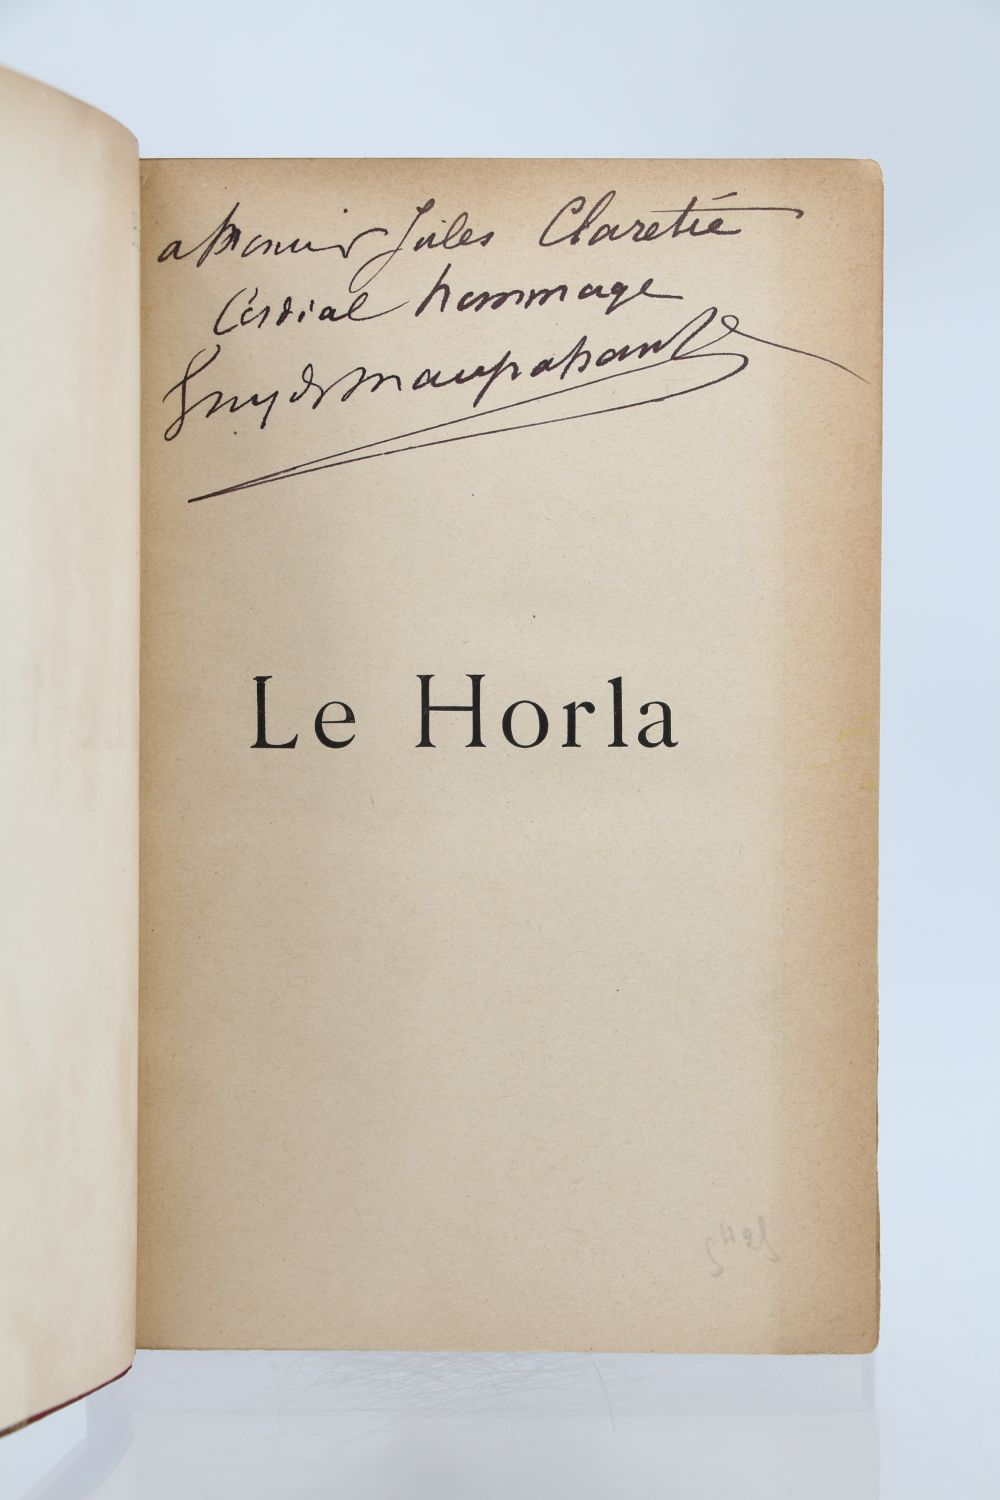 a Monsieur Jules Claretie
Cordial hommage
Guy de Maupassant
Le Horla